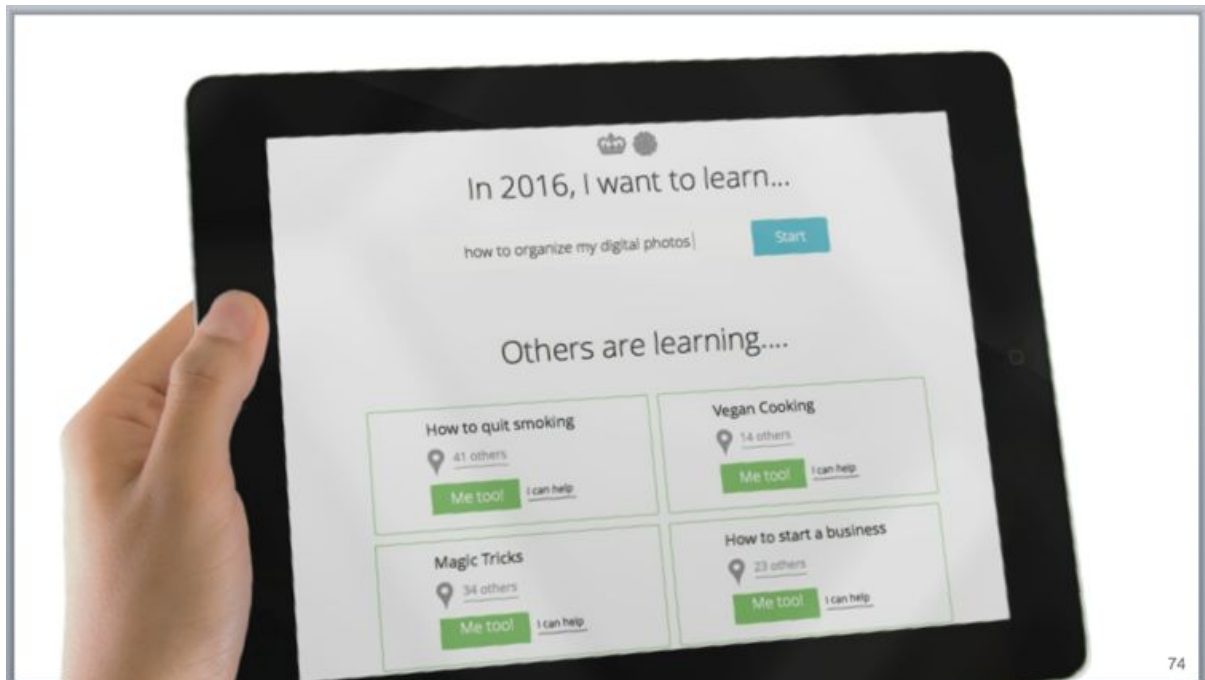 In 2016, I want to learn...
how to organize my digital photos
Start
Others are learning....
How to quit smoking
41 others
Me too!
I can help
Vegan Cooking
14 others
Me too!
I can help
Magic Tricks
34 others
Me too!
I can help
How to start a business
23 others
Me too!
I can help
74